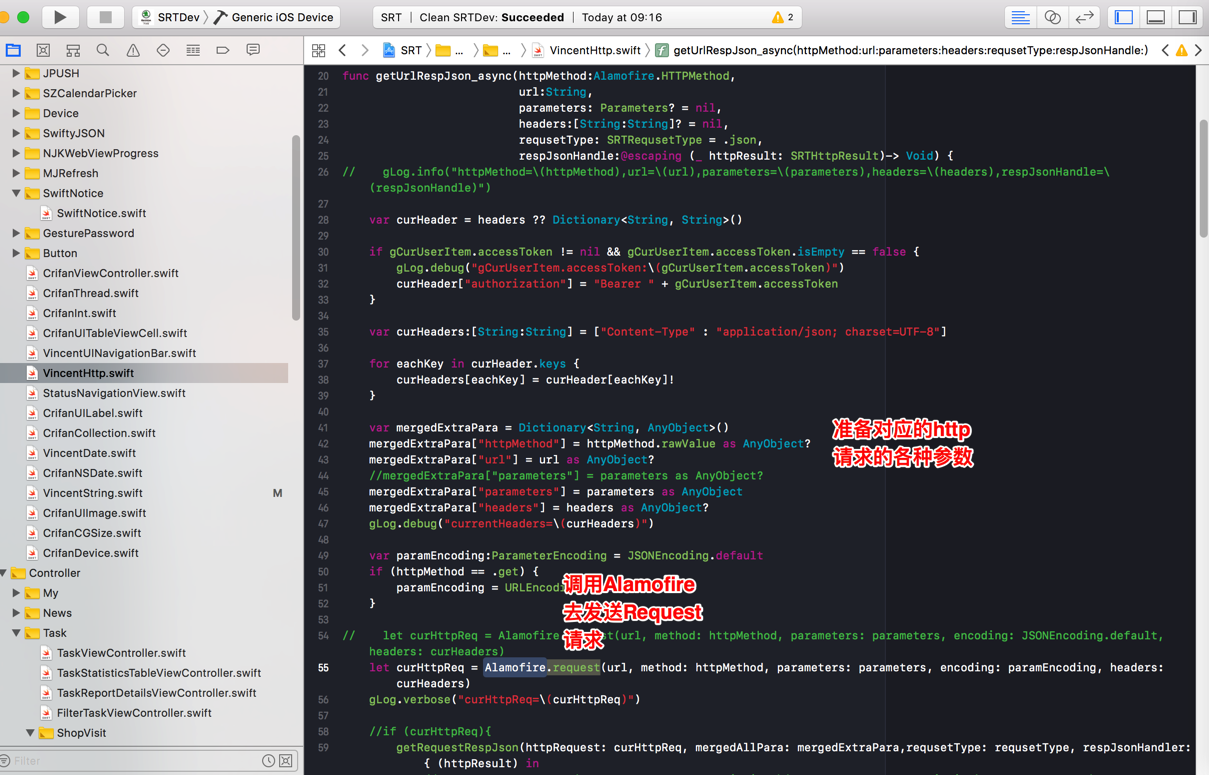 SRTDev 〉 Generic iOS Device
SRT | Clean SRTDev: Succeeded | Today at 09:16
2
SRT 〉 ... 〉 ... 〉 VincentHttp.swift 〉 getUrlRespJson_async(httpMethod:url:parameters:headers:requsetType:respJsonHandle:)
JPUSH
SZCalendarPicker
Device
SwiftyJSON
NJKWebViewProgress
MJRefresh
SwiftNotice
SwiftNotice.swift
GesturePassword
Button
CrifanViewController.swift
CrifanThread.swift
CrifanInt.swift
CrifanUITableViewCell.swift
VincentUINavigationBar.swift
VincentHttp.swift
StatusNavigationView.swift
CrifanUILabel.swift
CrifanCollection.swift
VincentDate.swift
CrifanNSDate.swift
VincentString.swift M
CrifanUIImage.swift
CrifanCGSize.swift
CrifanDevice.swift
Controller
My
News
Task
TaskViewController.swift
TaskStatisticsTableViewController.swift
TaskReportDetailsViewController.swift
FilterTaskViewController.swift
ShopVisit
Filter
20 func getUrlRespJson_async(httpMethod:Alamofire.HTTPMethod,
21 url:String,
22 parameters: Parameters? = nil,
23 headers:[String:String]? = nil,
24 requsetType: SRTRequsetType = .json,
25 respJsonHandle:@escaping (_ httpResult: SRTHttpResult)-> Void) {
26 // gLog.info("httpMethod=\(httpMethod),url=\(url),parameters=\(parameters),headers=\(headers),respJsonHandle=\
(respJsonHandle)")
27
28 var curHeader = headers ?? Dictionary<String, String>()
29
30 if gCurUserItem.accessToken != nil && gCurUserItem.accessToken.isEmpty == false {
31 gLog.debug("gCurUserItem.accessToken:\(gCurUserItem.accessToken)")
32 curHeader["authorization"] = "Bearer " + gCurUserItem.accessToken
33 }
34
35 var curHeaders:[String:String] = ["Content-Type" : "application/json; charset=UTF-8"]
36
37 for eachKey in curHeader.keys {
38 curHeaders[eachKey] = curHeader[eachKey]!
39 }
40
41 var mergedExtraPara = Dictionary<String, AnyObject>()
42 mergedExtraPara["httpMethod"] = httpMethod.rawValue as AnyObject?
43 mergedExtraPara["url"] = url as AnyObject?
44 //mergedExtraPara["parameters"] = parameters as AnyObject?
45 mergedExtraPara["parameters"] = parameters as AnyObject
46 mergedExtraPara["headers"] = headers as AnyObject?
47 gLog.debug("currentHeaders=\(curHeaders)")
48
49 var paramEncoding:ParameterEncoding = JSONEncoding.default
50 if (httpMethod == .get) {
51 paramEncoding = URLEncodi
52 }
53
54 // let curHttpReq = Alamofire. st(url, method: httpMethod, parameters: parameters, encoding: JSONEncoding.default,
headers: curHeaders)
55 let curHttpReq = Alamofire.request(url, method: httpMethod, parameters: parameters, encoding: paramEncoding, headers:
curHeaders)
56 gLog.verbose("curHttpReq=\(curHttpReq)")
57
58 //if (curHttpReq){
59 getRequestRespJson(httpRequest: curHttpReq, mergedAllPara: mergedExtraPara,requsetType: requsetType, respJsonHandler:
{ (httpResult) in
准备对应的http
请求的各种参数
调用Alamofire
去发送Request
请求